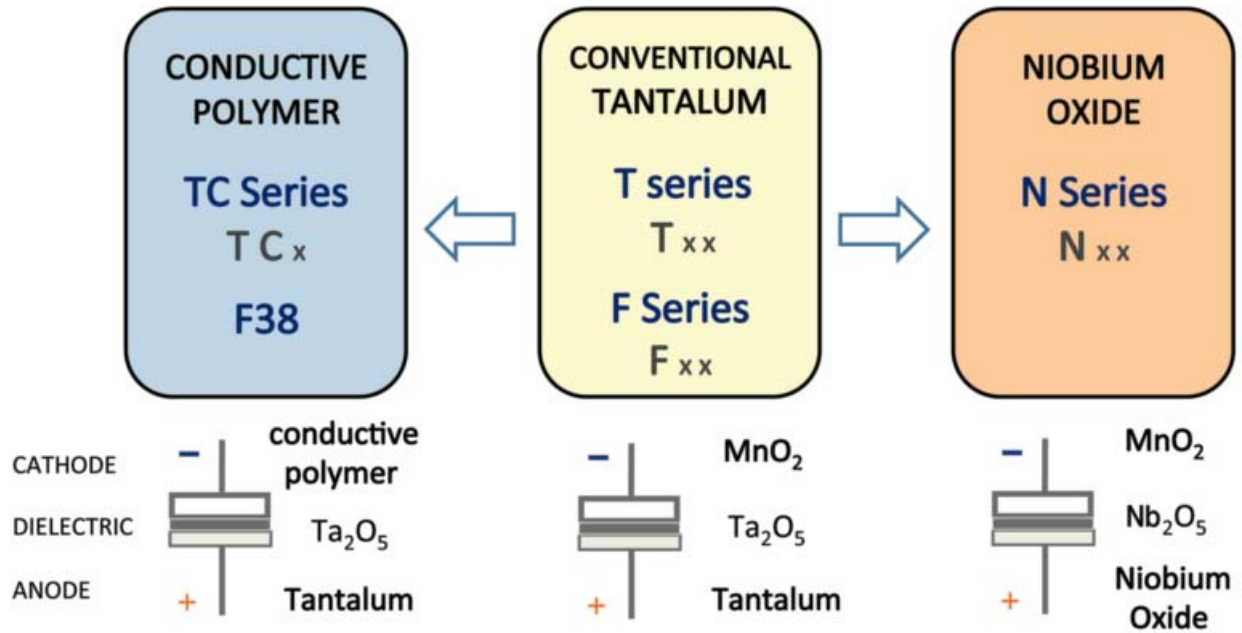 CONDUCTIVE
POLYMER
TC Series
T C x
F38
CONVENTIONAL
TANTALUM
T series
T x x
F Series
F x x
NIOBIUM
OXIDE
N Series
N x x
CATHODE
DIELECTRIC
ANODE
−
conductive
polymer
Ta₂O₅
+
Tantalum
−
MnO₂
Ta₂O₅
+
Tantalum
−
MnO₂
Nb₂O₅
+
Niobium
Oxide